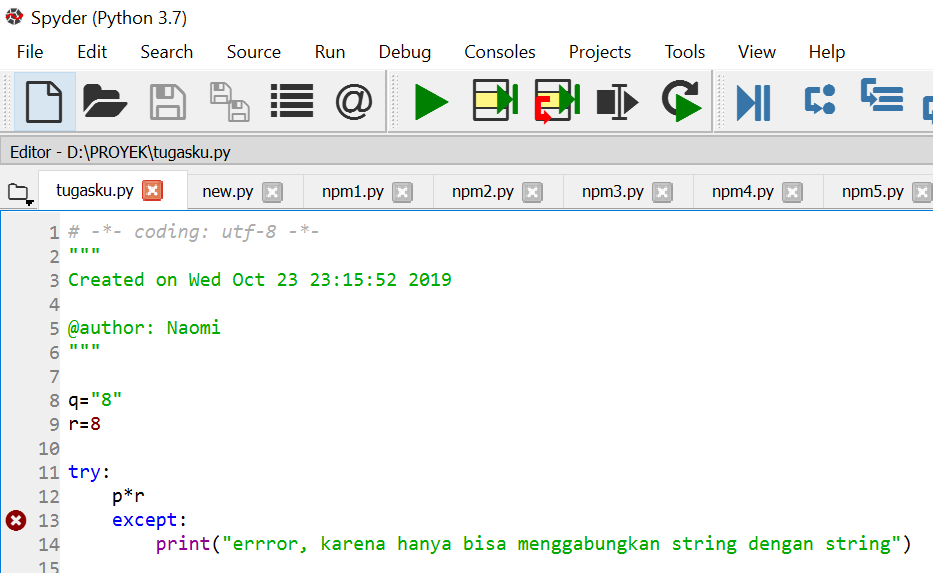 Spyder (Python 3.7)
File Edit Search Source Run Debug Consoles Projects Tools View Help
@
Editor - D:\PROYEK\tugasku.py
tugasku.py new.py npm1.py npm2.py npm3.py npm4.py npm5.py
1 # -*- coding: utf-8 -*-
2 """
3 Created on Wed Oct 23 23:15:52 2019
4
5 @author: Naomi
6 """
7
8 q="8"
9 r=8
10
11 try:
12     p*r
13     except:
14         print("errror, karena hanya bisa menggabungkan string dengan string")
15